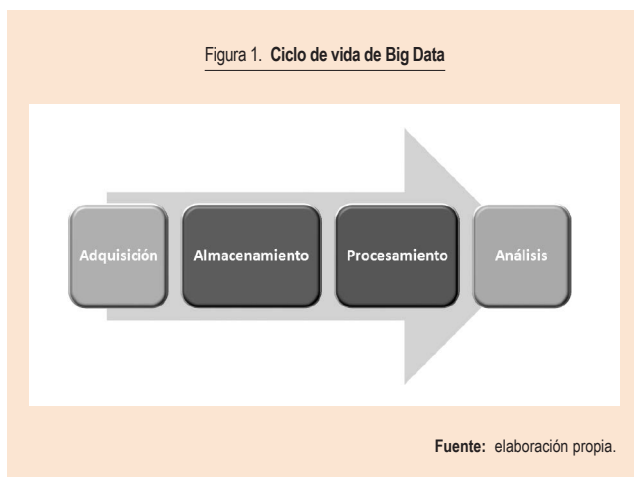 Figura 1. Ciclo de vida de Big Data
Adquisición Almacenamiento Procesamiento Análisis
Fuente: elaboración propia.